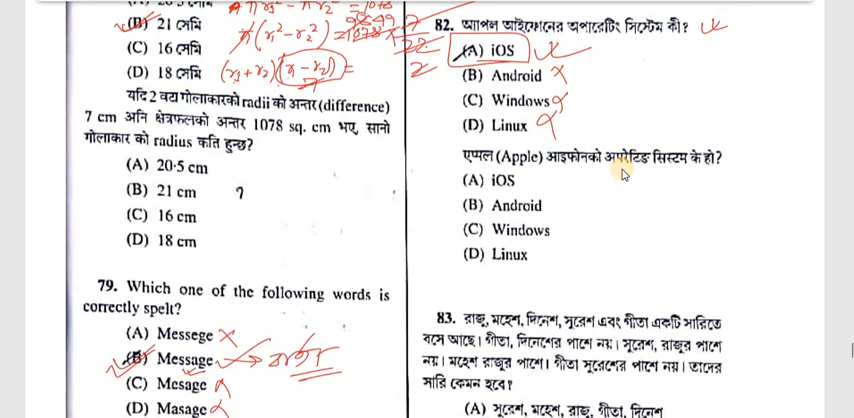 (B) 21 সেমি
(C) 16 সেমি
(D) 18 সেমি
यदि 2 वटा गोलाकारको radii को अन्तर (difference)
7 cm अनि क्षेत्रफलको अन्तर 1078 sq. cm भए, सानो
गोलाकार को radius कति हुन्छ?
(A) 20·5 cm
(B) 21 cm
(C) 16 cm
(D) 18 cm
79. Which one of the following words is
correctly spelt?
(A) Messege
(B) Message
(C) Mesage
(D) Masage
82. অ্যাপল আইফোনের অপারেটিং সিস্টেম কী?
(A) iOS
(B) Android
(C) Windows
(D) Linux
एप्पल (Apple) आइफोनको अपरेटिङ सिस्टम के हो?
(A) iOS
(B) Android
(C) Windows
(D) Linux
83. রাজু, মহেশ, দিনেশ, সুরেশ এবং গীতা একটি সারিতে
বসে আছে। গীতা, দিনেশের পাশে নয়। সুরেশ, রাজুর পাশে
নয়। মহেশ রাজুর পাশে। গীতা সুরেশের পাশে নয়। তাদের
সারি কেমন হবে?
(A) সুরেশ, মহেশ, রাজু, গীতা, দিনেশ